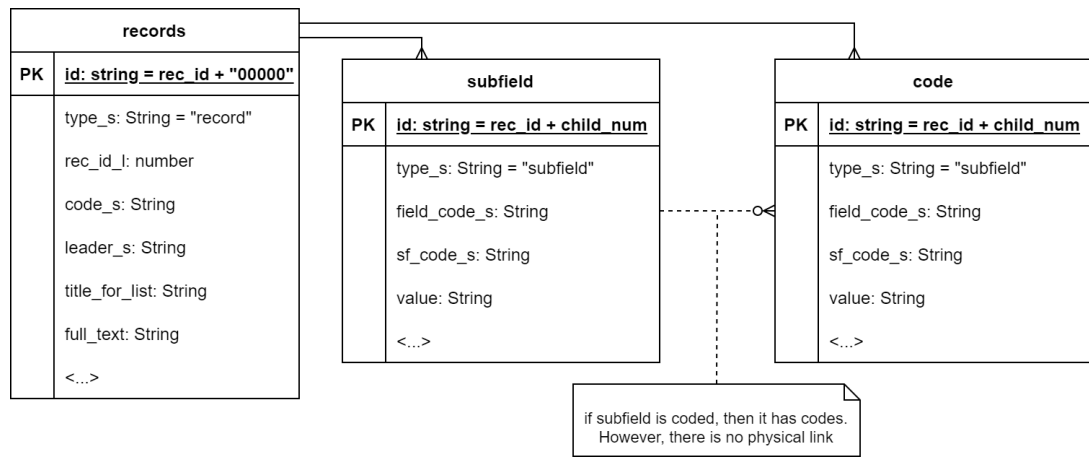 records
PK
id: string = rec_id + "00000"
type_s: String = "record"
rec_id_l: number
code_s: String
leader_s: String
title_for_list: String
full_text: String
<...>
subfield
PK
id: string = rec_id + child_num
type_s: String = "subfield"
field_code_s: String
sf_code_s: String
value: String
<...>
code
PK
id: string = rec_id + child_num
type_s: String = "subfield"
field_code_s: String
sf_code_s: String
value: String
<...>
if subfield is coded, then it has codes.
However, there is no physical link